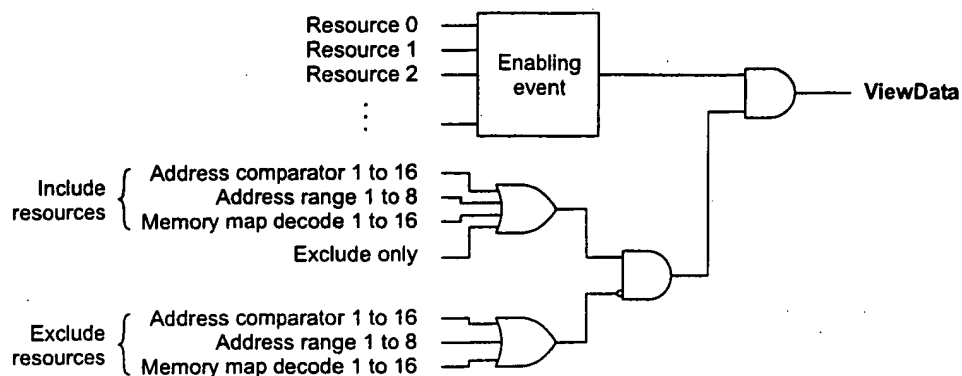 Resource 0
Resource 1
Resource 2
Enabling
event
ViewData
Include
resources
Address comparator 1 to 16
Address range 1 to 8
Memory map decode 1 to 16
Exclude only
Exclude
resources
Address comparator 1 to 16
Address range 1 to 8
Memory map decode 1 to 16